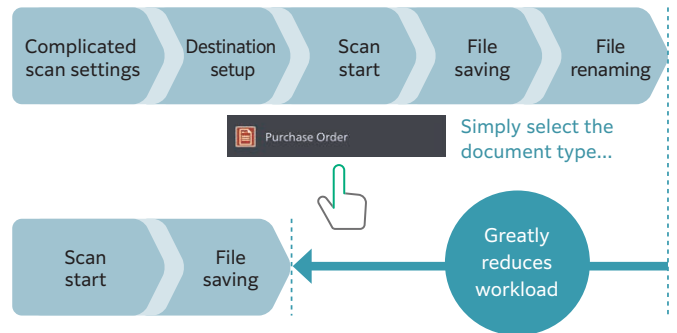 Complicated
scan settings
Destination
setup
Scan
start
File
saving
File
renaming
Purchase Order
Simply select the
document type...
Scan
start
File
saving
Greatly
reduces
workload